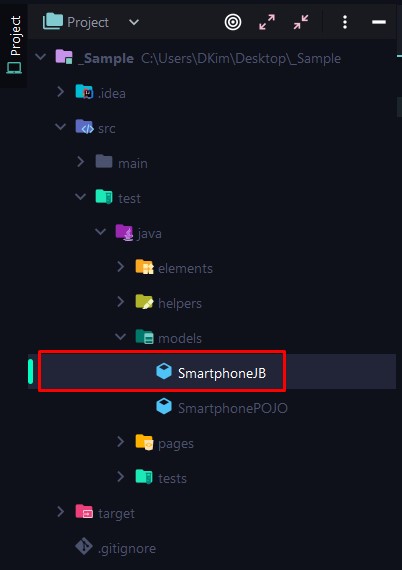 Project
Project
_Sample C:\Users\DKim\Desktop\_Sample
.idea
src
main
test
java
elements
helpers
models
SmartphoneJB
SmartphonePOJO
pages
tests
target
.gitignore